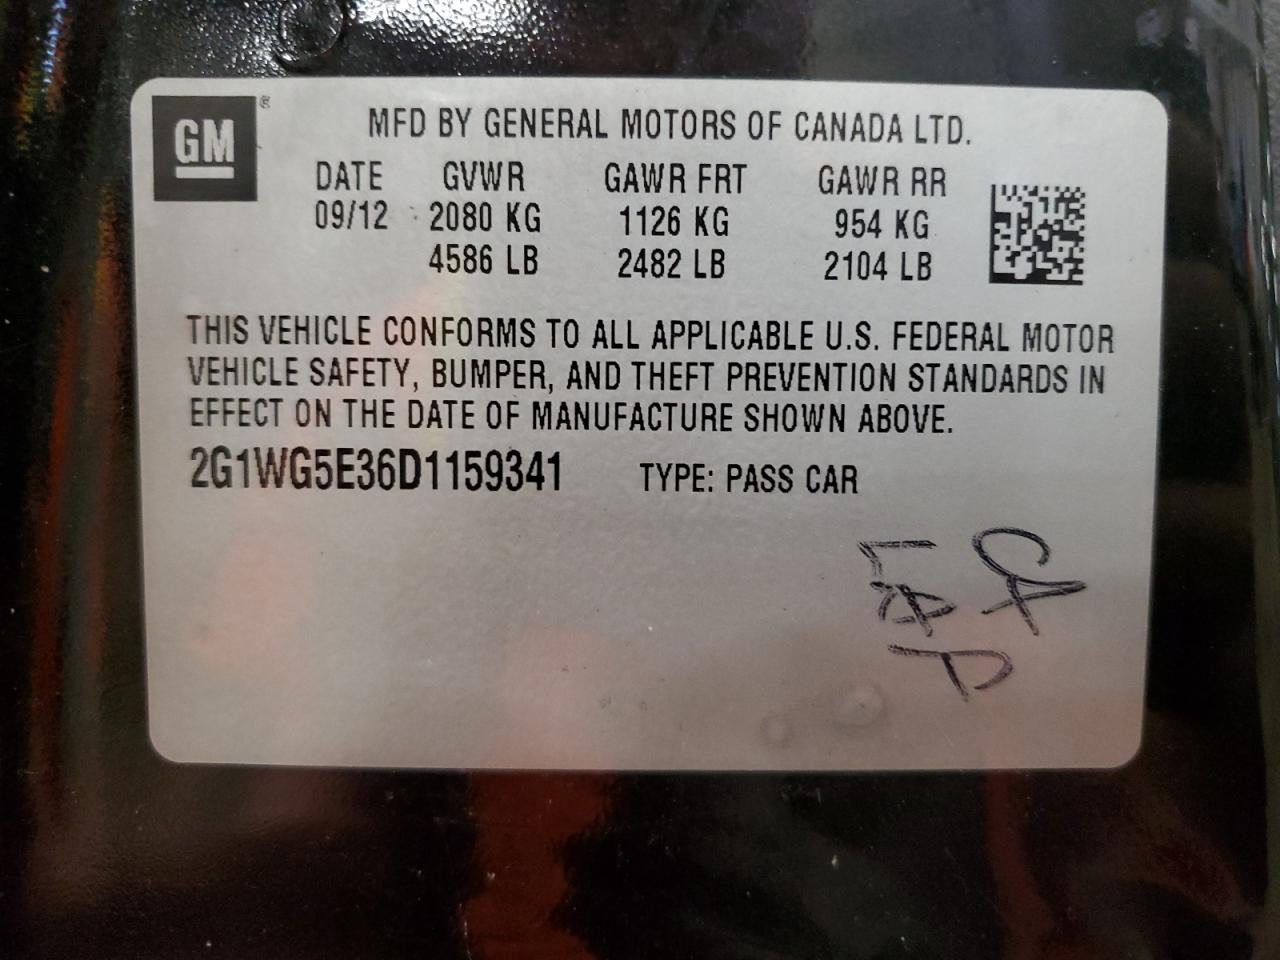 GM®
MFD BY GENERAL MOTORS OF CANADA LTD.
DATE GVWR GAWR FRT GAWR RR
09/12 2080 KG 1126 KG 954 KG
4586 LB 2482 LB 2104 LB
THIS VEHICLE CONFORMS TO ALL APPLICABLE U.S. FEDERAL MOTOR
VEHICLE SAFETY, BUMPER, AND THEFT PREVENTION STANDARDS IN
EFFECT ON THE DATE OF MANUFACTURE SHOWN ABOVE.
2G1WG5E36D1159341 TYPE: PASS CAR